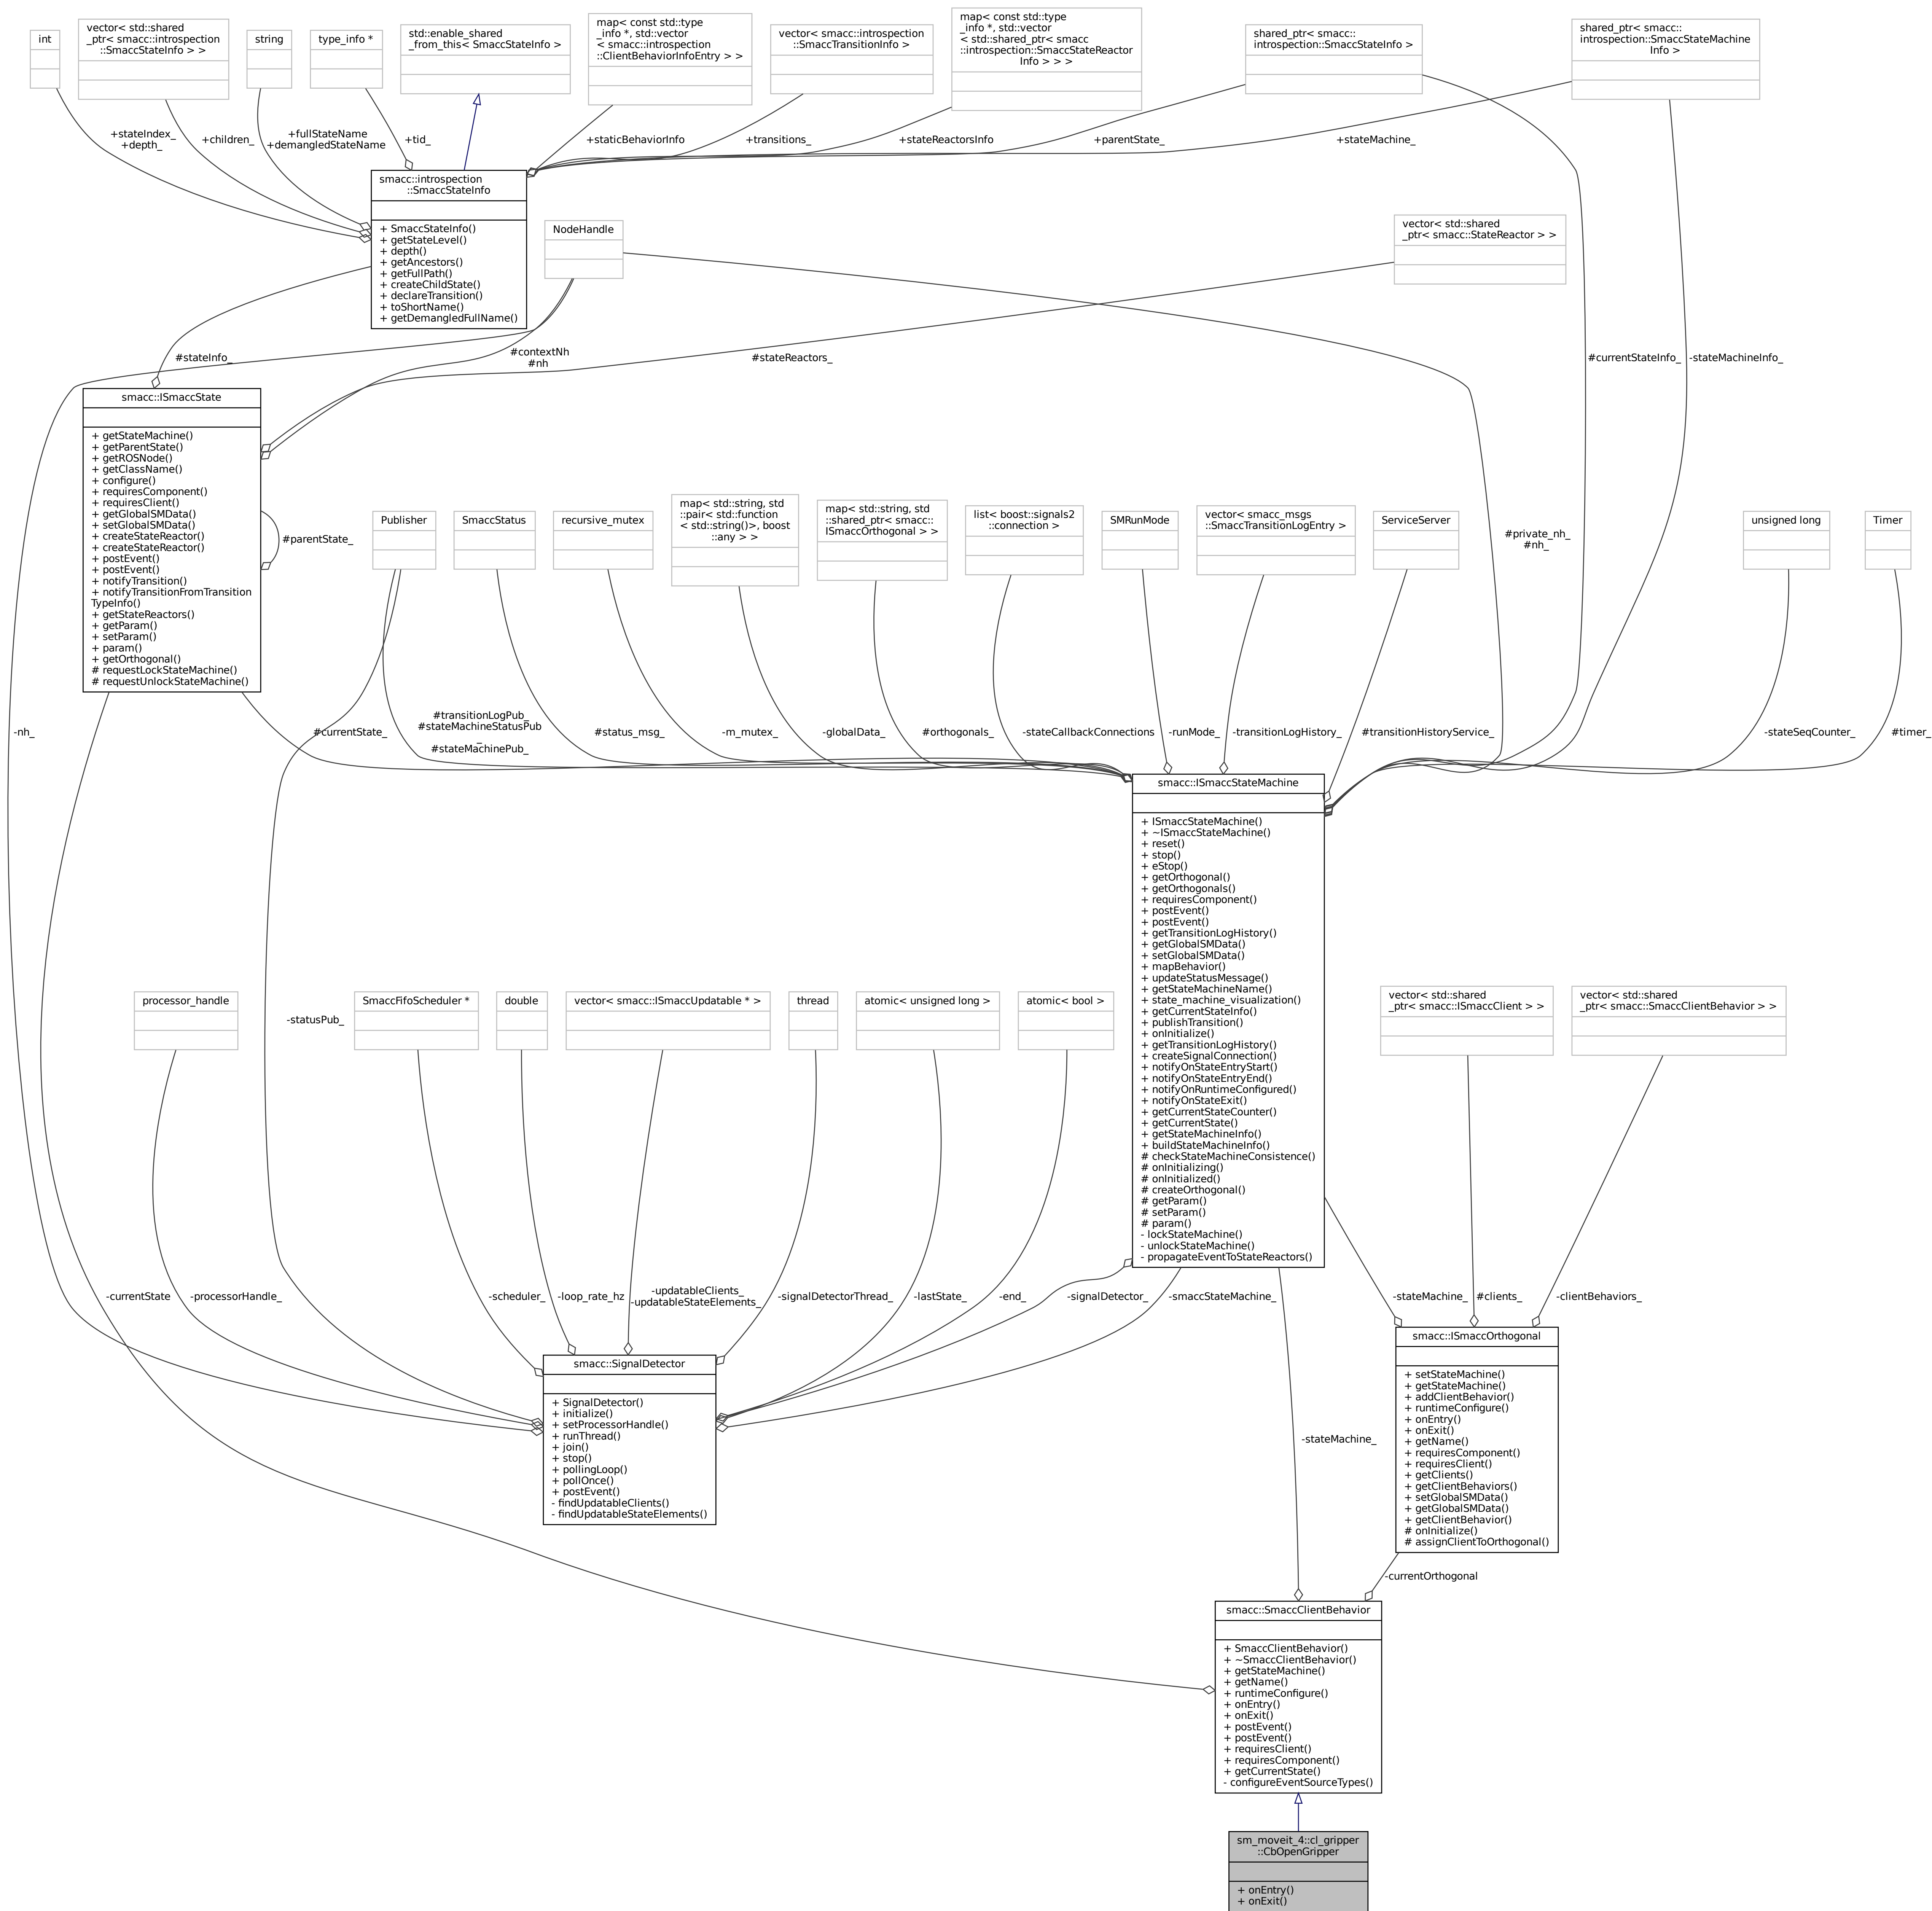 int
vector< std::shared
_ptr< smacc::introspection
::SmaccStateInfo > >
string
type_info *
std::enable_shared
_from_this< SmaccStateInfo >
map< const std::type
_info *, std::vector
< smacc::introspection
::ClientBehaviorInfoEntry > >
vector< smacc::introspection
::SmaccTransitionInfo >
map< const std::type
_info *, std::vector
< std::shared_ptr< smacc
::introspection::SmaccStateReactor
Info > > >
shared_ptr< smacc::
introspection::SmaccStateInfo >
shared_ptr< smacc::
introspection::SmaccStateMachine
Info >
+stateIndex_
+depth_
+children_
+fullStateName
+demangledStateName
+tid_
+staticBehaviorInfo
+transitions_
+stateReactorsInfo
+parentState_
+stateMachine_
smacc::introspection
::SmaccStateInfo
+ SmaccStateInfo()
+ getStateLevel()
+ depth()
+ getAncestors()
+ getFullPath()
+ createChildState()
+ declareTransition()
+ toShortName()
+ getDemangledFullName()
NodeHandle
vector< std::shared
_ptr< smacc::StateReactor > >
#stateInfo_
#contextNh
#nh
#stateReactors_
#currentStateInfo_
-stateMachineInfo_
smacc::ISmaccState
+ getStateMachine()
+ getParentState()
+ getROSNode()
+ getClassName()
+ configure()
+ requiresComponent()
+ requiresClient()
+ getGlobalSMData()
+ setGlobalSMData()
+ createStateReactor()
+ createStateReactor()
+ postEvent()
+ postEvent()
+ notifyTransition()
+ notifyTransitionFromTransition
TypeInfo()
+ getStateReactors()
+ getParam()
+ setParam()
+ param()
+ getOrthogonal()
# requestLockStateMachine()
# requestUnlockStateMachine()
#parentState_
Publisher
SmaccStatus
recursive_mutex
map< std::string, std
::pair< std::function
< std::string()>, boost
::any > >
map< std::string, std
::shared_ptr< smacc::
ISmaccOrthogonal > >
list< boost::signals2
::connection >
SMRunMode
vector< smacc_msgs
::SmaccTransitionLogEntry >
ServiceServer
#private_nh_
#nh_
unsigned long
Timer
-nh_
#currentState_
#transitionLogPub_
#stateMachineStatusPub
_
#stateMachinePub_
#status_msg_
-m_mutex_
-globalData_
#orthogonals_
-stateCallbackConnections
-runMode_
-transitionLogHistory_
#transitionHistoryService_
-stateSeqCounter_
#timer_
smacc::ISmaccStateMachine
+ ISmaccStateMachine()
+ ~ISmaccStateMachine()
+ reset()
+ stop()
+ eStop()
+ getOrthogonal()
+ getOrthogonals()
+ requiresComponent()
+ postEvent()
+ postEvent()
+ getTransitionLogHistory()
+ getGlobalSMData()
+ setGlobalSMData()
+ mapBehavior()
+ updateStatusMessage()
+ getStateMachineName()
+ state_machine_visualization()
+ getCurrentStateInfo()
+ publishTransition()
+ onInitialize()
+ getTransitionLogHistory()
+ createSignalConnection()
+ notifyOnStateEntryStart()
+ notifyOnStateEntryEnd()
+ notifyOnRuntimeConfigured()
+ notifyOnStateExit()
+ getCurrentStateCounter()
+ getCurrentState()
+ getStateMachineInfo()
+ buildStateMachineInfo()
# checkStateMachineConsistence()
# onInitializing()
# onInitialized()
# createOrthogonal()
# getParam()
# setParam()
# param()
- lockStateMachine()
- unlockStateMachine()
- propagateEventToStateReactors()
processor_handle
-statusPub_
SmaccFifoScheduler *
double
vector< smacc::ISmaccUpdatable * >
thread
atomic< unsigned long >
atomic< bool >
vector< std::shared
_ptr< smacc::ISmaccClient > >
vector< std::shared
_ptr< smacc::SmaccClientBehavior > >
-currentState
-processorHandle_
-scheduler_
-loop_rate_hz
-updatableClients_
-updatableStateElements_
-signalDetectorThread_
-lastState_
-end_
-signalDetector_
-smaccStateMachine_
-stateMachine_
#clients_
-clientBehaviors_
smacc::SignalDetector
+ SignalDetector()
+ initialize()
+ setProcessorHandle()
+ runThread()
+ join()
+ stop()
+ pollingLoop()
+ pollOnce()
+ postEvent()
- findUpdatableClients()
- findUpdatableStateElements()
-stateMachine_
smacc::ISmaccOrthogonal
+ setStateMachine()
+ getStateMachine()
+ addClientBehavior()
+ runtimeConfigure()
+ onEntry()
+ onExit()
+ getName()
+ requiresComponent()
+ requiresClient()
+ getClients()
+ getClientBehaviors()
+ setGlobalSMData()
+ getGlobalSMData()
+ getClientBehavior()
# onInitialize()
# assignClientToOrthogonal()
-currentOrthogonal
smacc::SmaccClientBehavior
+ SmaccClientBehavior()
+ ~SmaccClientBehavior()
+ getStateMachine()
+ getName()
+ runtimeConfigure()
+ onEntry()
+ onExit()
+ postEvent()
+ postEvent()
+ requiresClient()
+ requiresComponent()
+ getCurrentState()
- configureEventSourceTypes()
sm_moveit_4::cl_gripper
::CbOpenGripper
+ onEntry()
+ onExit()